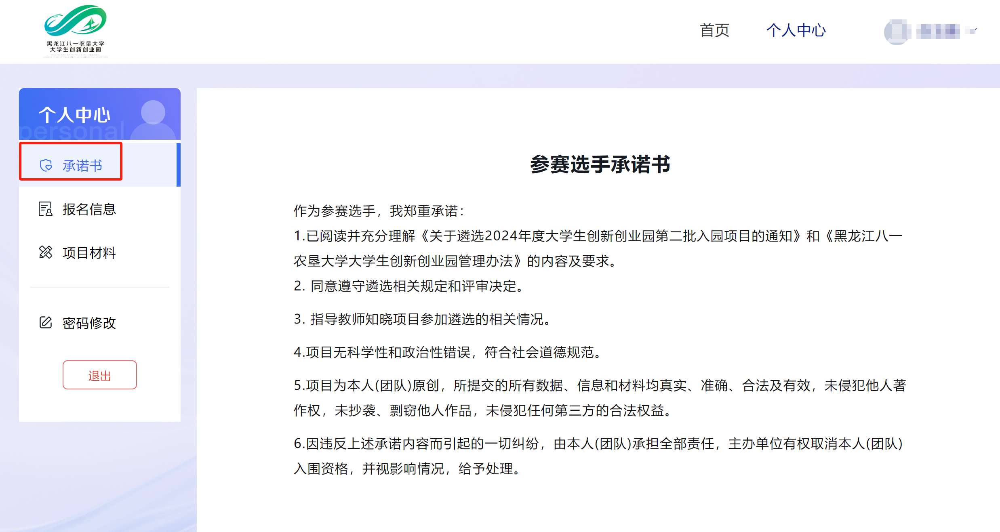 黑龙江八一农垦大学
大学生创新创业园
首页
个人中心
个人中心
personal
承诺书
报名信息
项目材料
密码修改
退出
参赛选手承诺书
作为参赛选手，我郑重承诺：
1.已阅读并充分理解《关于遴选2024年度大学生创新创业园第二批入园项目的通知》和《黑龙江八一
农垦大学大学生创新创业园管理办法》的内容及要求。
2. 同意遵守遴选相关规定和评审决定。
3. 指导教师知晓项目参加遴选的相关情况。
4.项目无科学性和政治性错误，符合社会道德规范。
5.项目为本人(团队)原创，所提交的所有数据、信息和材料均真实、准确、合法及有效，未侵犯他人著
作权，未抄袭、剽窃他人作品，未侵犯任何第三方的合法权益。
6.因违反上述承诺内容而引起的一切纠纷，由本人(团队)承担全部责任，主办单位有权取消本人(团队)
入围资格，并视影响情况，给予处理。